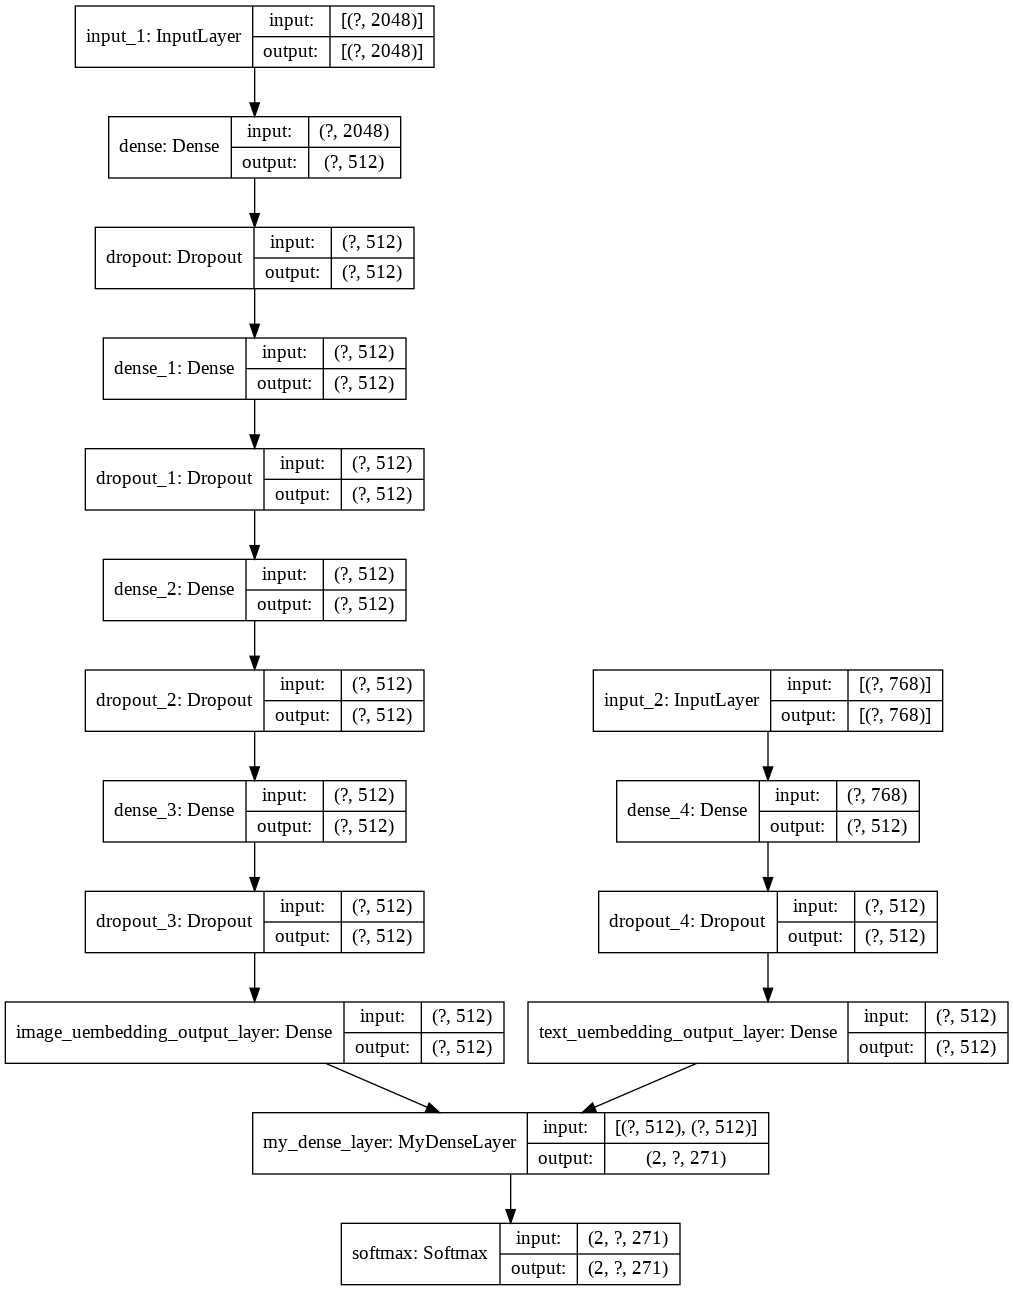 input_1: InputLayer
input: [(?, 2048)]
output: [(?, 2048)]
dense: Dense
input: (?, 2048)
output: (?, 512)
dropout: Dropout
input: (?, 512)
output: (?, 512)
dense_1: Dense
input: (?, 512)
output: (?, 512)
dropout_1: Dropout
input: (?, 512)
output: (?, 512)
dense_2: Dense
input: (?, 512)
output: (?, 512)
dropout_2: Dropout
input: (?, 512)
output: (?, 512)
input_2: InputLayer
input: [(?, 768)]
output: [(?, 768)]
dense_3: Dense
input: (?, 512)
output: (?, 512)
dense_4: Dense
input: (?, 768)
output: (?, 512)
dropout_3: Dropout
input: (?, 512)
output: (?, 512)
dropout_4: Dropout
input: (?, 512)
output: (?, 512)
image_uembedding_output_layer: Dense
input: (?, 512)
output: (?, 512)
text_uembedding_output_layer: Dense
input: (?, 512)
output: (?, 512)
my_dense_layer: MyDenseLayer
input: [(?, 512), (?, 512)]
output: (2, ?, 271)
softmax: Softmax
input: (2, ?, 271)
output: (2, ?, 271)